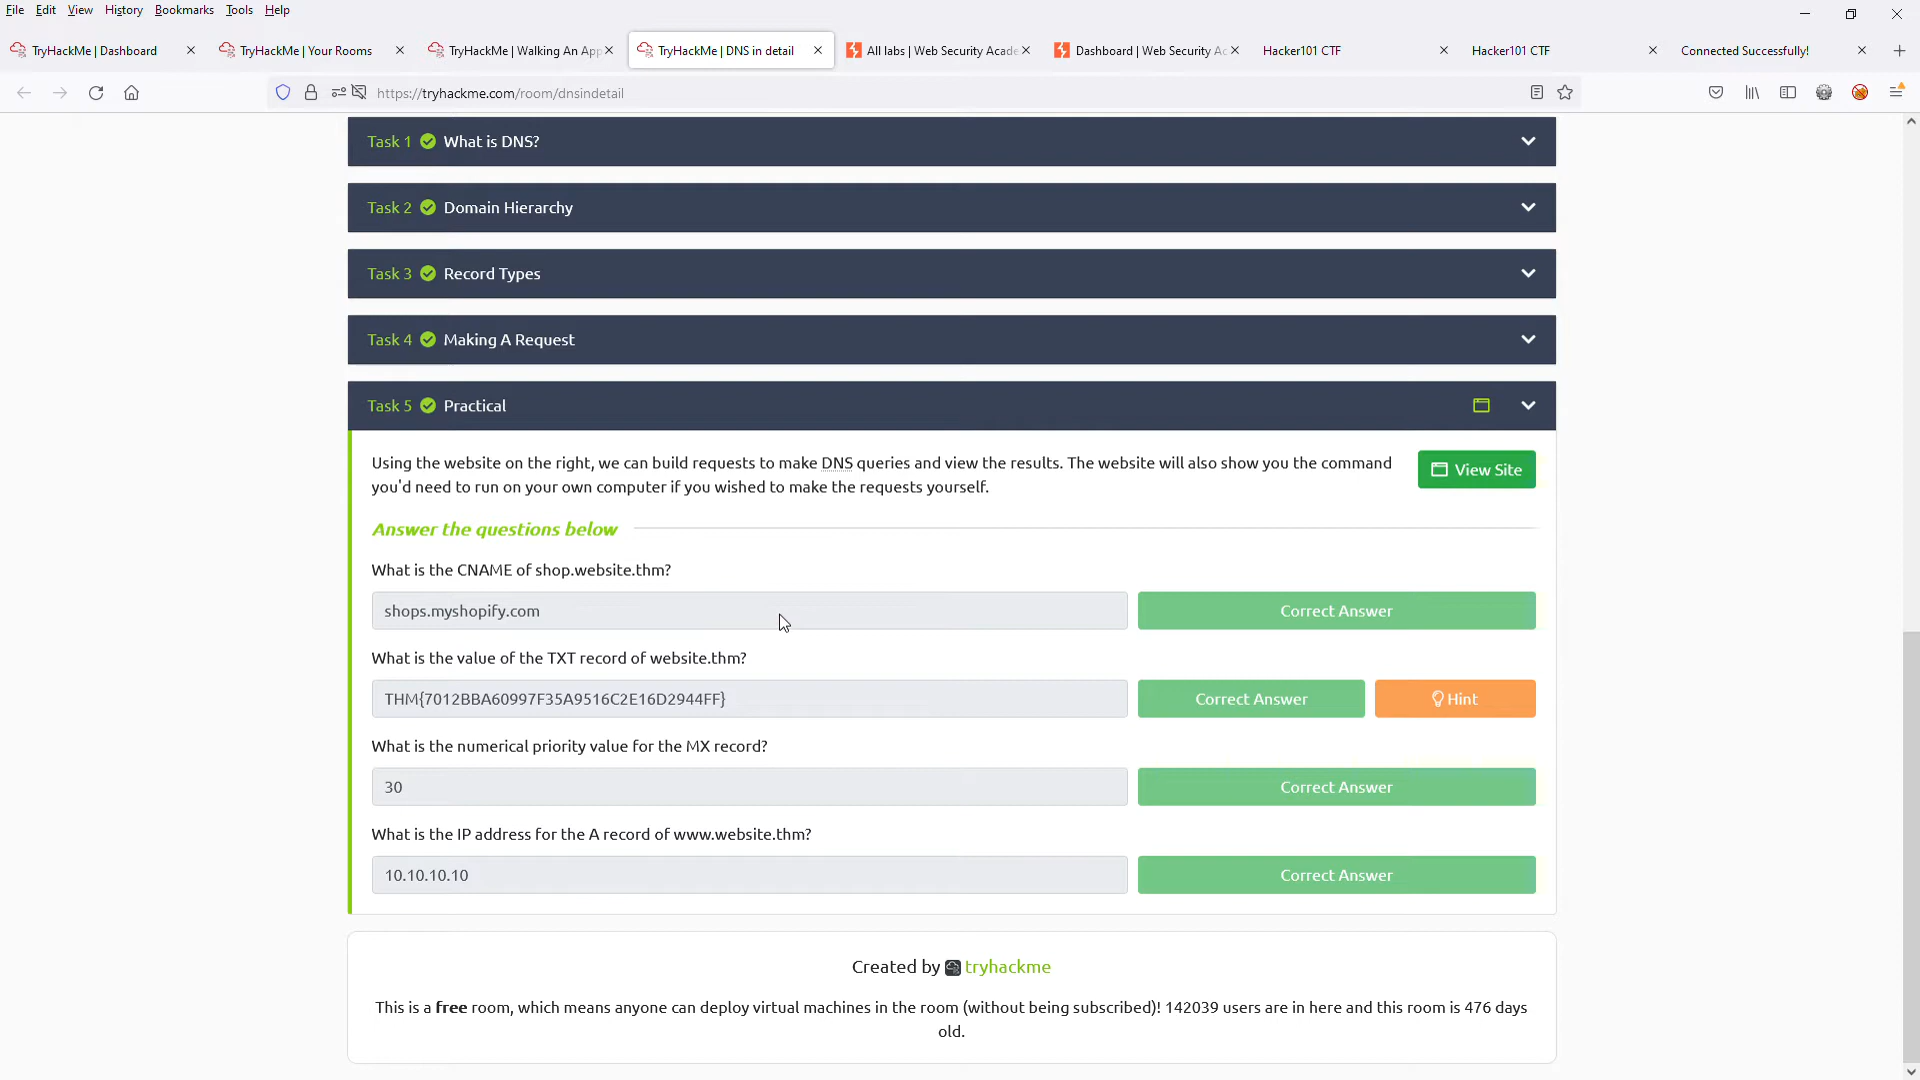 File Edit View History Bookmarks Tools Help
TryHackMe | Dashboard
TryHackMe | Your Rooms
TryHackMe | Walking An App
TryHackMe | DNS in detail
All labs | Web Security Acade
Dashboard | Web Security Ac
Hacker101 CTF
Hacker101 CTF
Connected Successfully!
https://tryhackme.com/room/dnsindetail
Task 1 What is DNS?
Task 2 Domain Hierarchy
Task 3 Record Types
Task 4 Making A Request
Task 5 Practical
Using the website on the right, we can build requests to make DNS queries and view the results. The website will also show you the command
you'd need to run on your own computer if you wished to make the requests yourself.
View Site
Answer the questions below
What is the CNAME of shop.website.thm?
shops.myshopify.com
Correct Answer
What is the value of the TXT record of website.thm?
THM{7012BBA60997F35A9516C2E16D2944FF}
Correct Answer
Hint
What is the numerical priority value for the MX record?
30
Correct Answer
What is the IP address for the A record of www.website.thm?
10.10.10.10
Correct Answer
Created by tryhackme
This is a free room, which means anyone can deploy virtual machines in the room (without being subscribed)! 142039 users are in here and this room is 476 days
old.